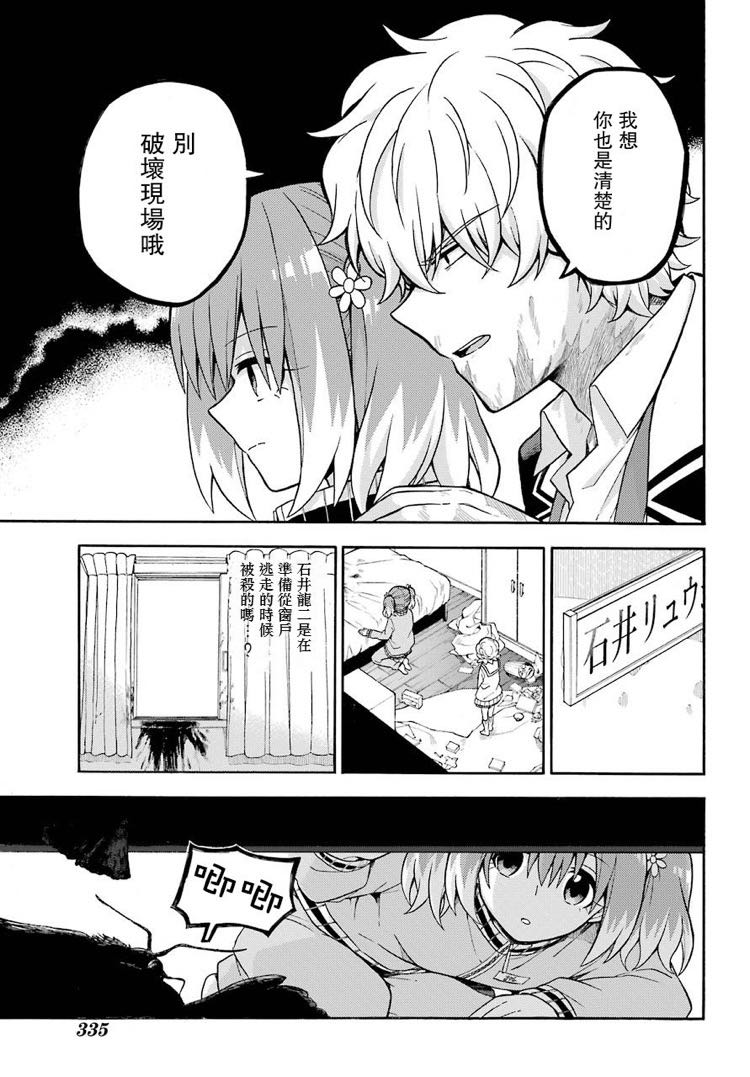 我想
你也是清楚的
別
破壞現場哦
石井リュウ
石井龍二是在
準備從窗戶
逃走的時候
被殺的嗎…?
呃 呃
335